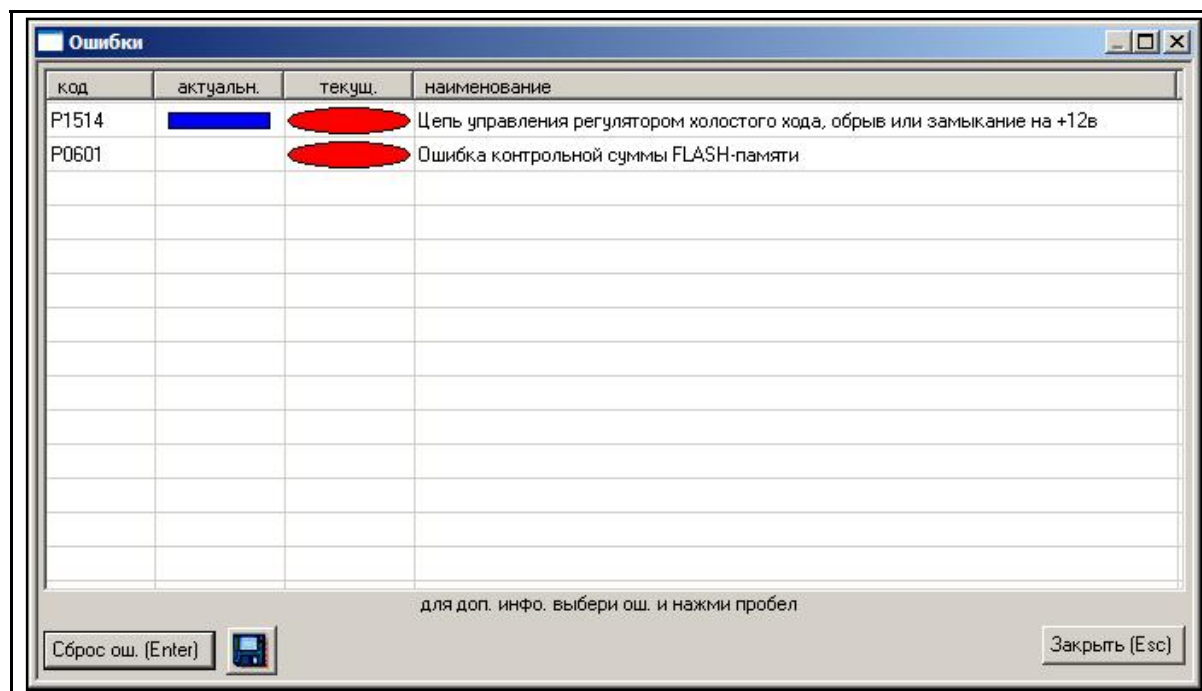 Ошибки
код актуальн. текущ. наименование
P1514 Цепь управления регулятором холостого хода, обрыв или замыкание на +12в
P0601 Ошибка контрольной суммы FLASH-памяти
для доп. инфо. выбери ош. и нажми пробел
Сброс ош. (Enter) Закрыть (Esc)